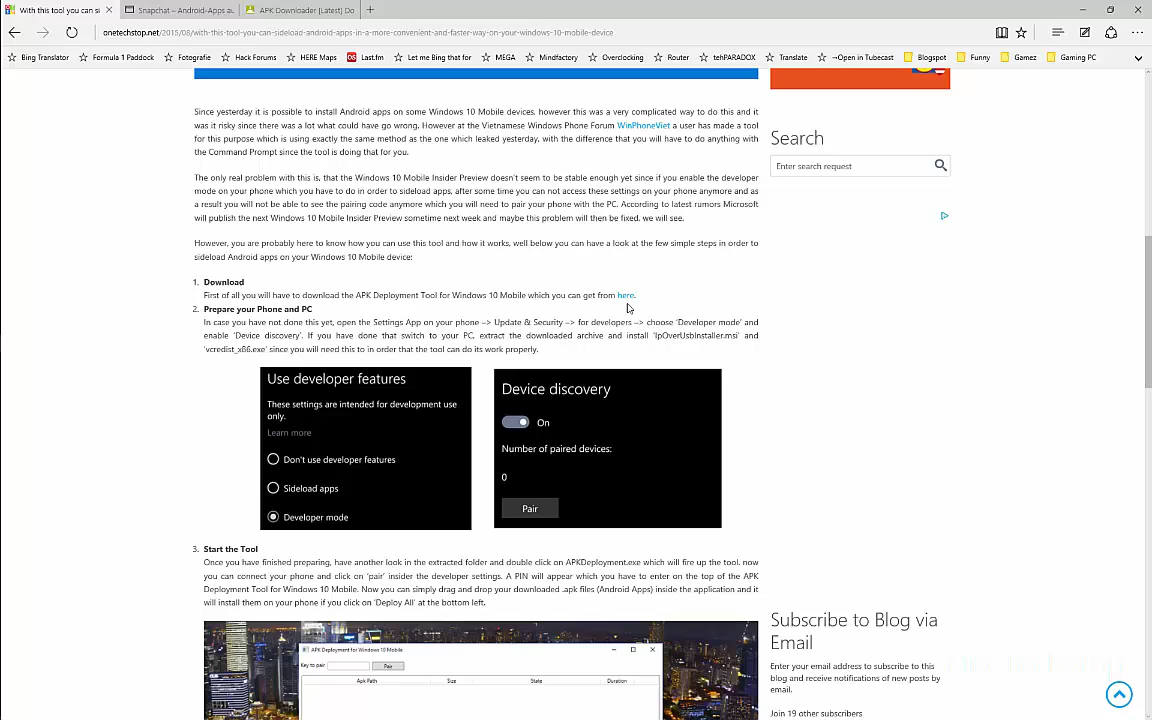 With this tool you can si
Snapchat – Android-Apps au
APK Downloader [Latest] Do
onetechstop.net/2015/08/with-this-tool-you-can-sideload-android-apps-in-a-more-convenient-and-faster-way-on-your-windows-10-mobile-device
Bing Translator
Formula 1 Paddock
Fotografie
Hack Forums
HERE Maps
Last.fm
Let me Bing that for
MEGA
Mindfactory
Overclocking
Router
tehPARADOX
Translate
→Open in Tubecast
Blogspot
Funny
Gamez
Gaming PC
Since yesterday it is possible to install Android apps on some Windows 10 Mobile devices, however this was a very complicated way to do this and it
was it risky since there was a lot what could have go wrong. However at the Vietnamese Windows Phone Forum WinPhoneViet a user has made a tool
for this purpose which is using exactly the same method as the one which leaked yesterday, with the difference that you will have to do anything with
the Command Prompt since the tool is doing that for you.
The only real problem with this is, that the Windows 10 Mobile Insider Preview doesn't seem to be stable enough yet since if you enable the developer
mode on your phone which you have to do in order to sideload apps, after some time you can not access these settings on your phone anymore and as
a result you will not be able to see the pairing code anymore which you will need to pair your phone with the PC. According to latest rumors Microsoft
will publish the next Windows 10 Mobile Insider Preview sometime next week and maybe this problem will then be fixed, we will see.
However, you are probably here to know how you can use this tool and how it works, well below you can have a look at the few simple steps in order to
sideload Android apps on your Windows 10 Mobile device:
1. Download
First of all you will have to download the APK Deployment Tool for Windows 10 Mobile which you can get from here.
2. Prepare your Phone and PC
In case you have not done this yet, open the Settings App on your phone –> Update & Security –> for developers –> choose 'Developer mode' and
enable 'Device discovery'. If you have done that switch to your PC, extract the downloaded archive and install 'IpOverUsbInstaller.msi' and
'vcredist_x86.exe' since you will need this to in order that the tool can do its work properly.
Use developer features
These settings are intended for development use
only.
Learn more
Don't use developer features
Sideload apps
Developer mode
Device discovery
On
Number of paired devices:
0
Pair
3. Start the Tool
Once you have finished preparing, have another look in the extracted folder and double click on APKDeployment.exe which will fire up the tool. now
you can connect your phone and click on 'pair' insider the developer settings. A PIN will appear which you have to enter on the top of the APK
Deployment Tool for Windows 10 Mobile. Now you can simply drag and drop your downloaded .apk files (Android Apps) inside the application and it
will install them on your phone if you click on 'Deploy All' at the bottom left.
APK Deployment for Windows 10 Mobile
Key to pair
Pair
Apk Path
Size
State
Duration
Search
Enter search request
Subscribe to Blog via
Email
Enter your email address to subscribe to this
blog and receive notifications of new posts by
email.
Join 19 other subscribers